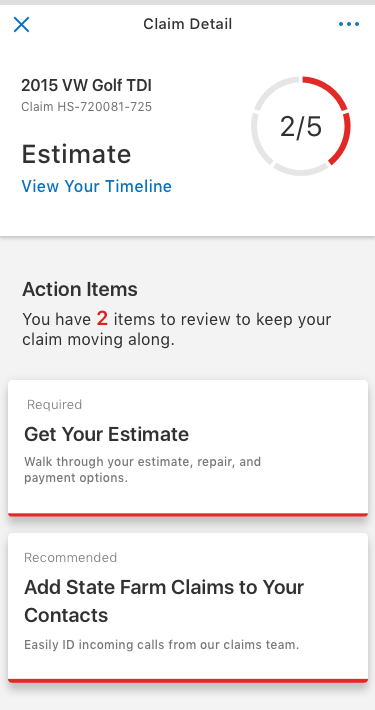 Claim Detail
2015 VW Golf TDI
Claim HS-720081-725
2/5
Estimate
View Your Timeline
Action Items
You have 2 items to review to keep your
claim moving along.
Required
Get Your Estimate
Walk through your estimate, repair, and
payment options.
Recommended
Add State Farm Claims to Your
Contacts
Easily ID incoming calls from our claims team.